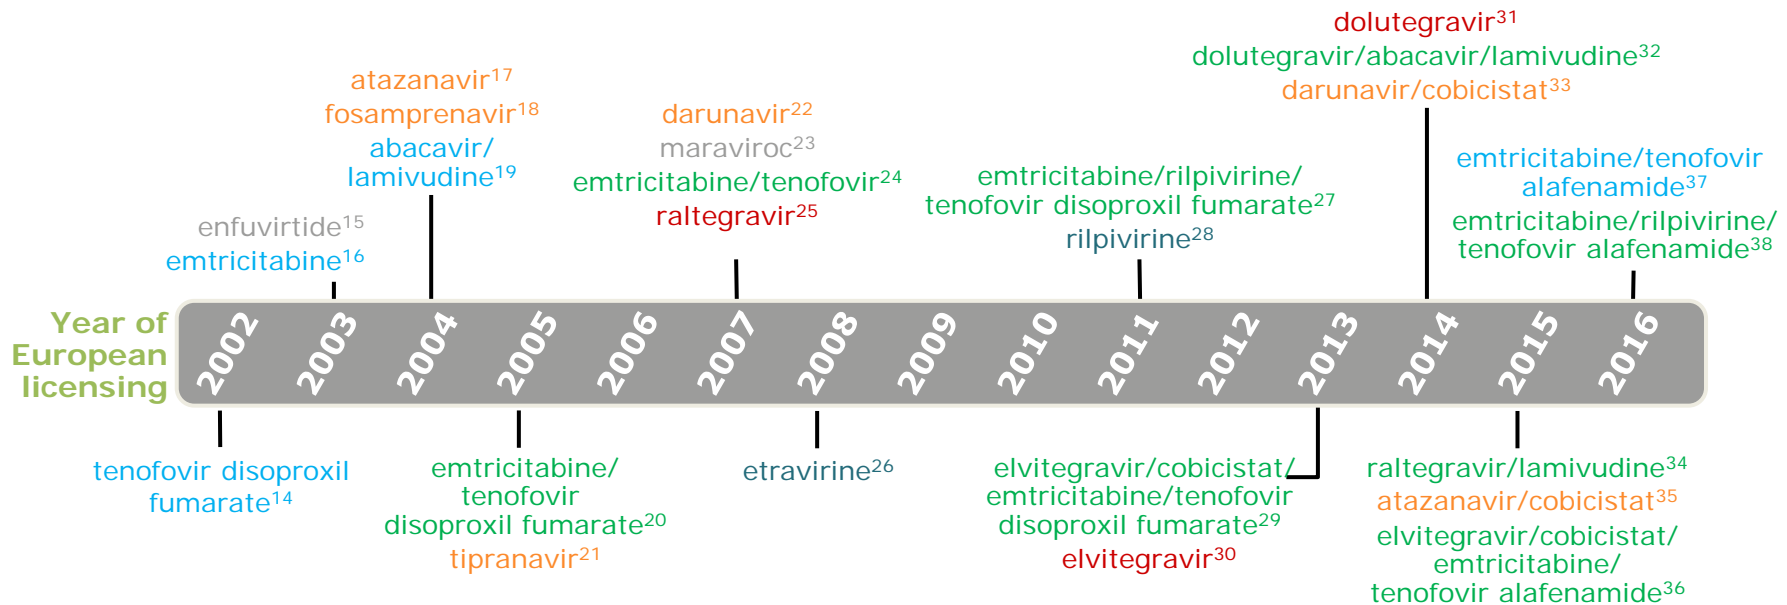 dolutegravir³¹
dolutegravir/abacavir/lamivudine³²
darunavir/cobicistat³³
atazanavir¹⁷
fosamprenavir¹⁸
abacavir/
lamivudine¹⁹
darunavir²²
maraviroc²³
emtricitabine/tenofovir²⁴
raltegravir²⁵
emtricitabine/rilpivirine/
tenofovir disoproxil fumarate²⁷
rilpivirine²⁸
emtricitabine/tenofovir
alafenamide³⁷
emtricitabine/rilpivirine/
tenofovir alafenamide³⁸
enfuvirtide¹⁵
emtricitabine¹⁶
Year of
European
licensing
2002
2003
2004
2005
2006
2007
2008
2009
2010
2011
2012
2013
2014
2015
2016
tenofovir disoproxil
fumarate¹⁴
emtricitabine/
tenofovir
disoproxil fumarate²⁰
tipranavir²¹
etravirine²⁶
elvitegravir/cobicistat/
emtricitabine/tenofovir
disoproxil fumarate²⁹
elvitegravir³⁰
raltegravir/lamivudine³⁴
atazanavir/cobicistat³⁵
elvitegravir/cobicistat/
emtricitabine/
tenofovir alafenamide³⁶